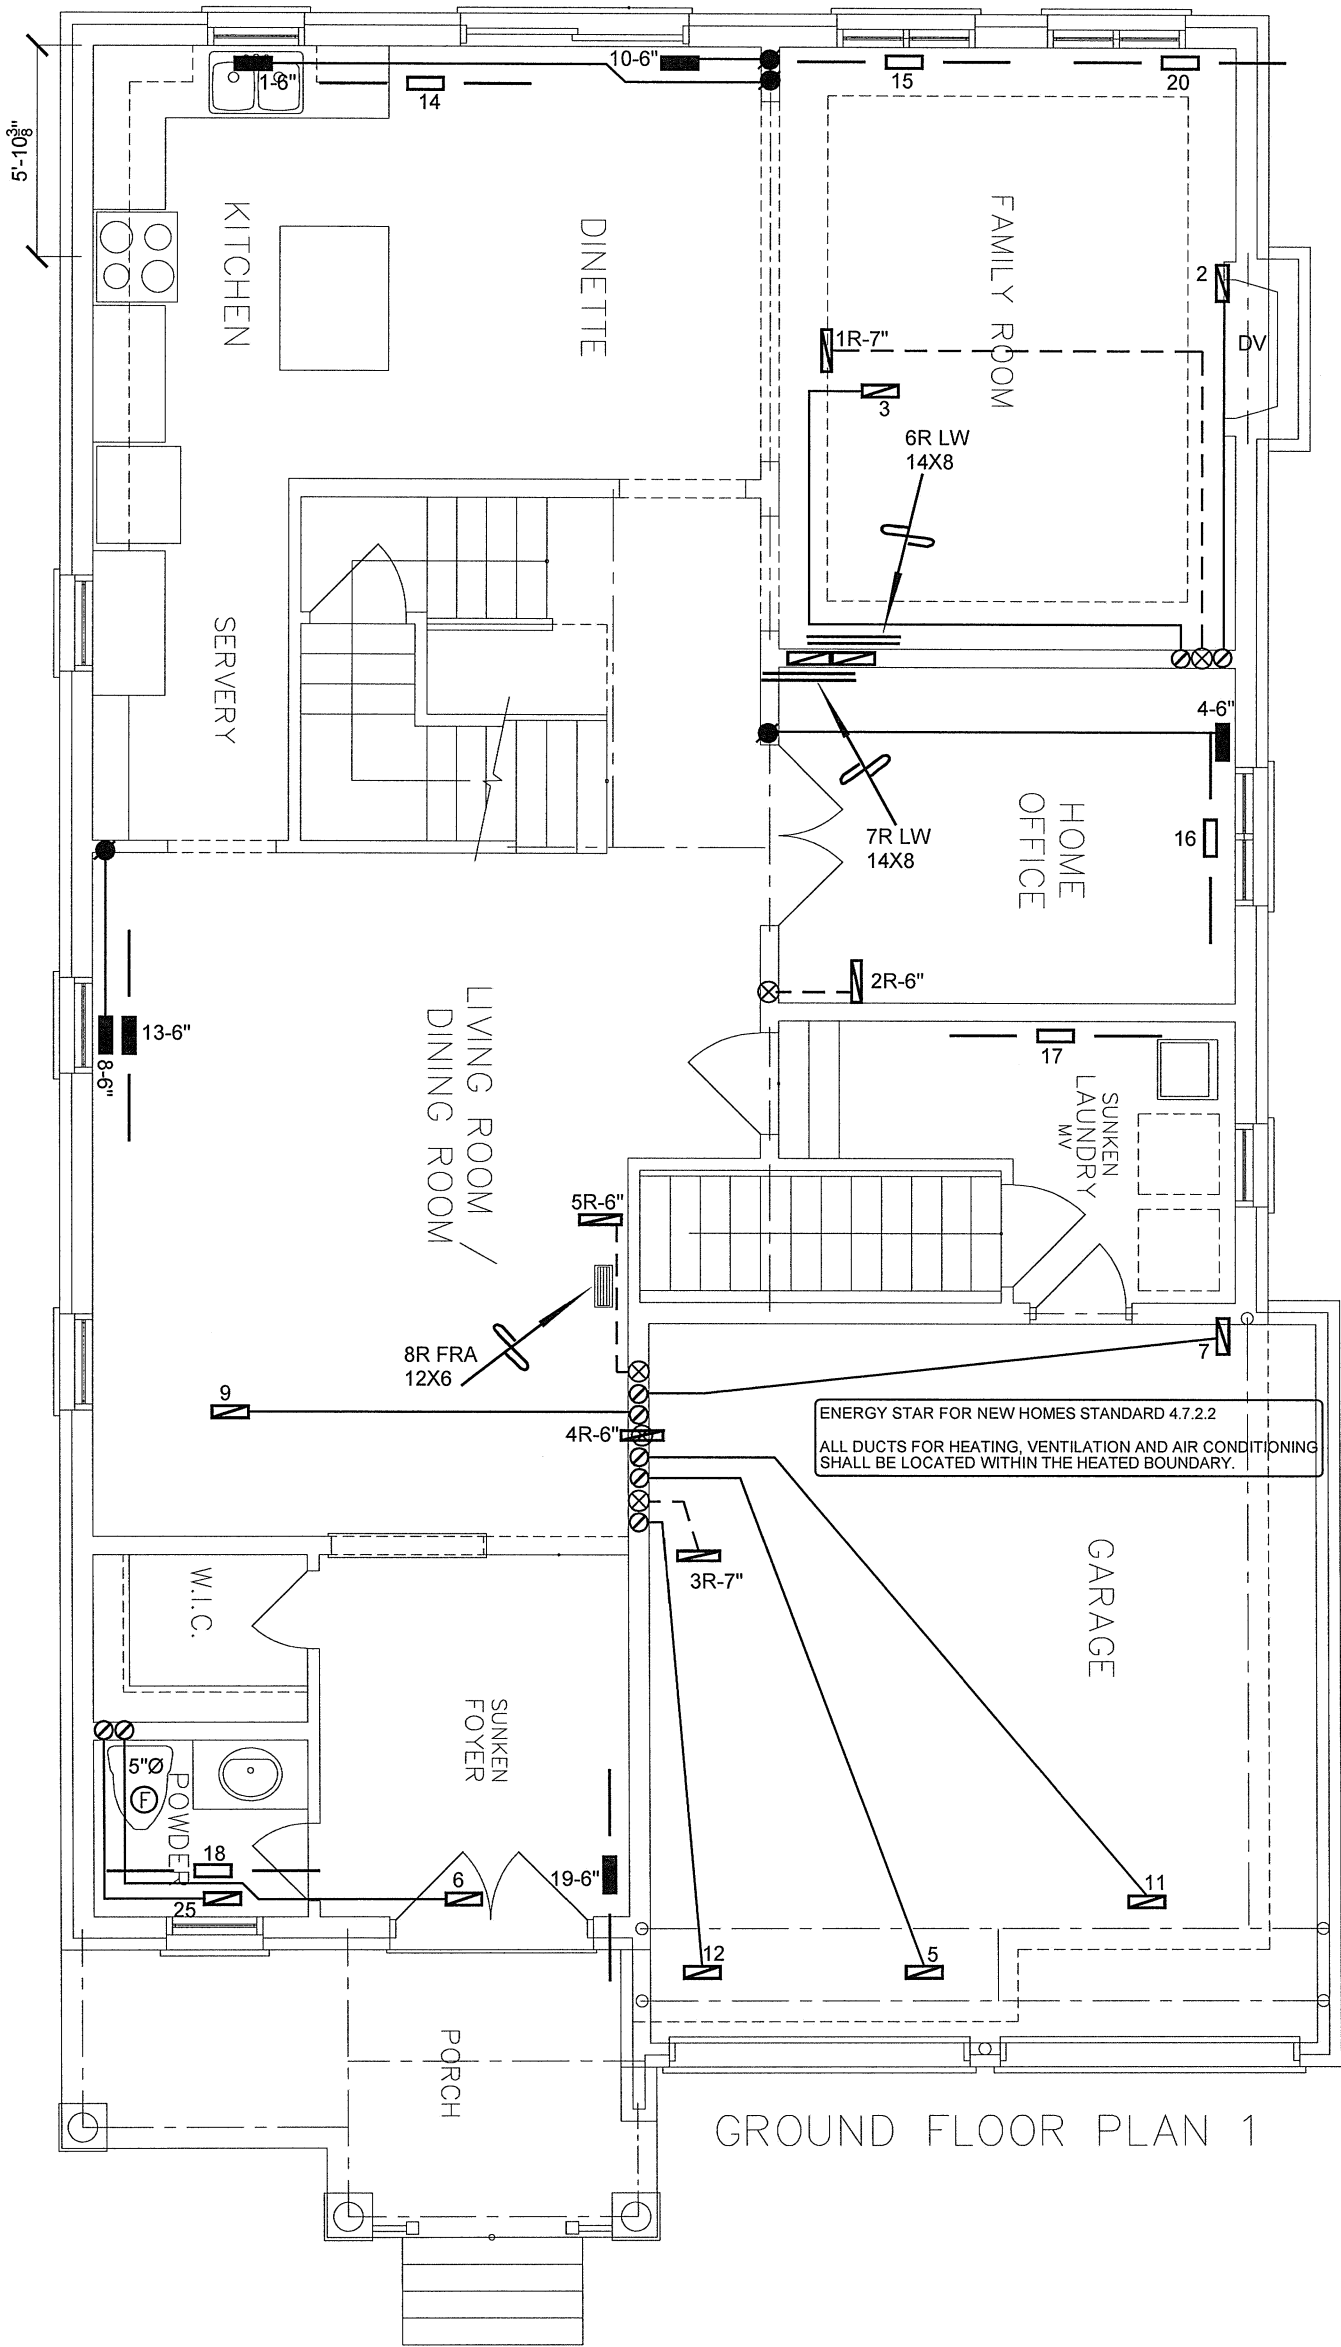 1-6"
10-6"
14
15
20
5'-10⅜"
KITCHEN
DINETTE
FAMILY ROOM
2
DV
1R-7"
3
6R LW
14X8
SERVERY
4-6"
7R LW
14X8
HOME
OFFICE
16
2R-6"
13-6"
8-6"
LIVING ROOM /
DINING ROOM
17
SUNKEN
LAUNDRY
MV
5R-6"
8R FRA
12X6
7
9
4R-6"
ENERGY STAR FOR NEW HOMES STANDARD 4.7.2.2
ALL DUCTS FOR HEATING, VENTILATION AND AIR CONDITIONING
SHALL BE LOCATED WITHIN THE HEATED BOUNDARY.
3R-7"
GARAGE
W.I.C.
SUNKEN
FOYER
5"Ø
F
POWDER
18
25
6
19-6"
11
12
5
PORCH
GROUND FLOOR PLAN 1